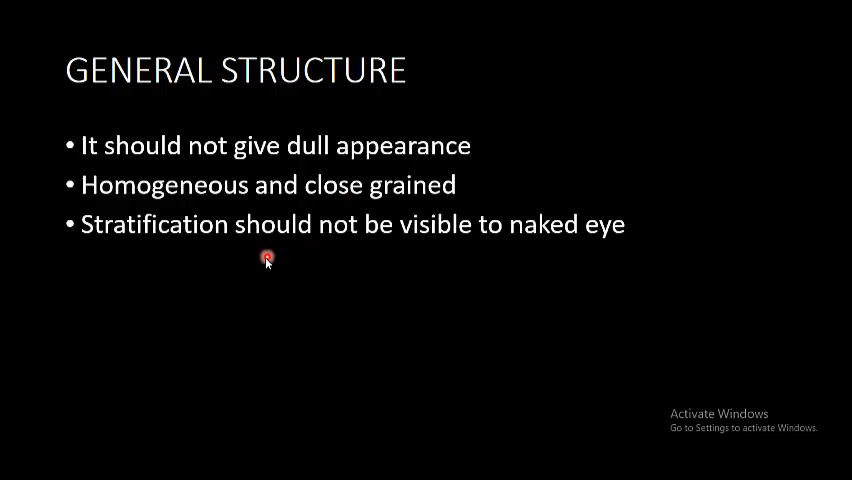 GENERAL STRUCTURE
• It should not give dull appearance
• Homogeneous and close grained
• Stratification should not be visible to naked eye
Activate Windows
Go to Settings to activate Windows.